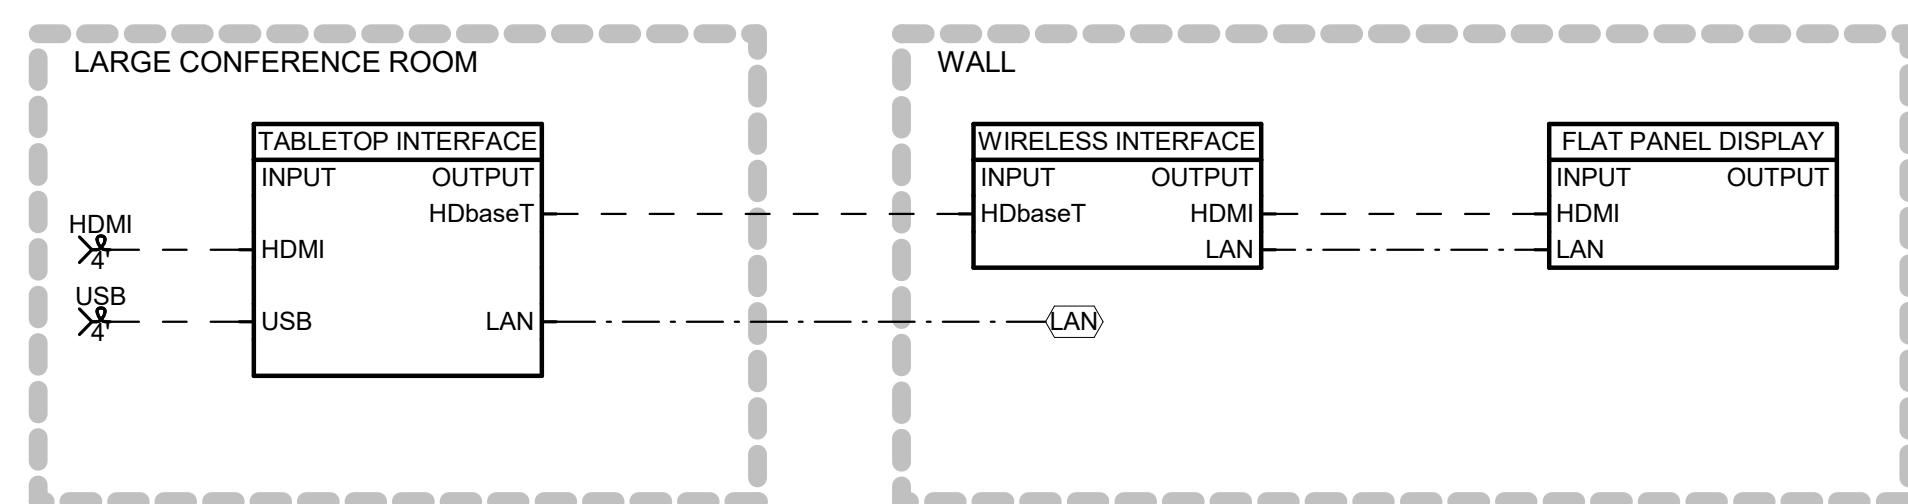 LARGE CONFERENCE ROOM
TABLETOP INTERFACE
INPUT OUTPUT
HDbaseT
HDMI
4'
HDMI
USB
4'
USB LAN
WALL
WIRELESS INTERFACE
INPUT OUTPUT
HDbaseT HDMI
LAN
FLAT PANEL DISPLAY
INPUT OUTPUT
HDMI
LAN
LAN